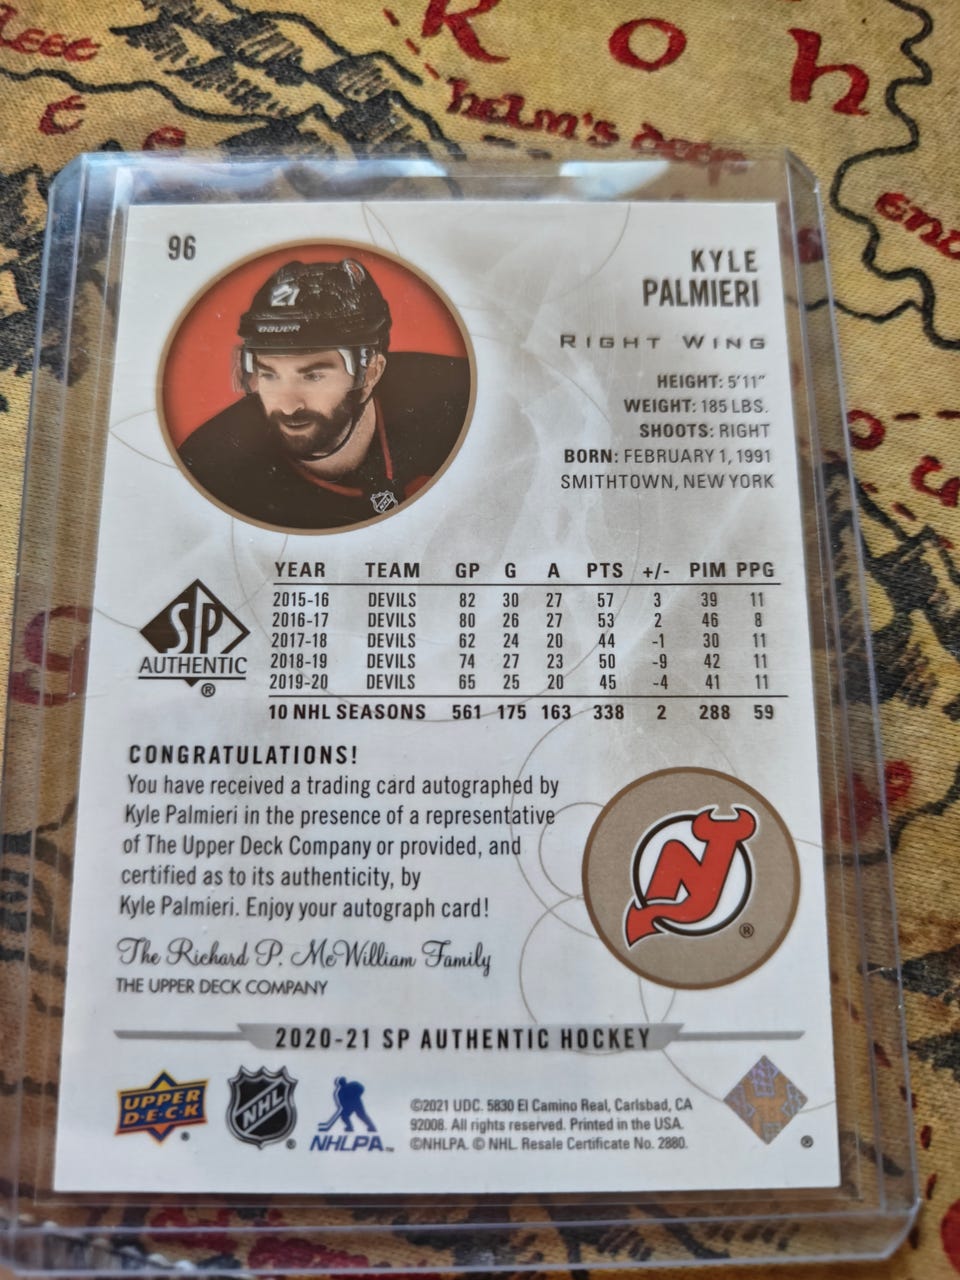 Roh
helm's deep
96
KYLE
PALMIERI
RIGHT WING
HEIGHT: 5'11"
WEIGHT: 185 LBS.
SHOOTS: RIGHT
BORN: FEBRUARY 1, 1991
SMITHTOWN, NEW YORK
21
BAUER
YEAR TEAM GP G A PTS +/- PIM PPG
2015-16 DEVILS 82 30 27 57 3 39 11
2016-17 DEVILS 80 26 27 53 2 46 8
2017-18 DEVILS 62 24 20 44 -1 30 11
2018-19 DEVILS 74 27 23 50 -9 42 11
2019-20 DEVILS 65 25 20 45 -4 41 11
10 NHL SEASONS 561 175 163 338 2 288 59
SP
AUTHENTIC
®
CONGRATULATIONS!
You have received a trading card autographed by
Kyle Palmieri in the presence of a representative
of The Upper Deck Company or provided, and
certified as to its authenticity, by
Kyle Palmieri. Enjoy your autograph card!
The Richard P. McWilliam Family
THE UPPER DECK COMPANY
NJ
®
2020-21 SP AUTHENTIC HOCKEY
UPPER
D·E·C·K
®
NHL
®
NHLPA™
©2021 UDC. 5830 El Camino Real, Carlsbad, CA
92008. All rights reserved. Printed in the USA.
©NHLPA. © NHL. Resale Certificate No. 2880.
®